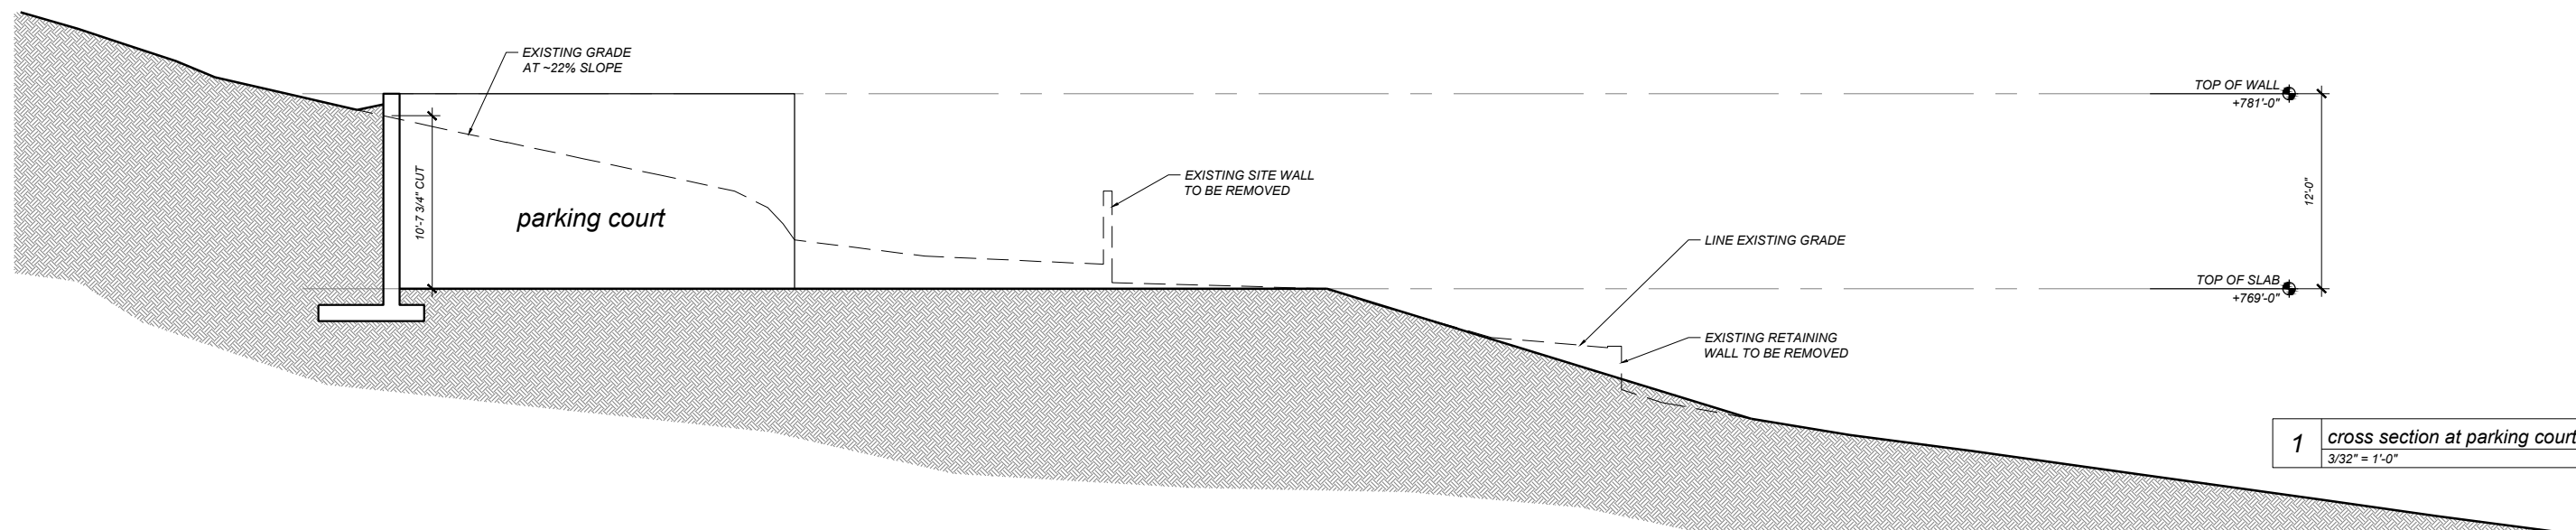 EXISTING GRADE
AT ~22% SLOPE
TOP OF WALL
+781'-0"
10'-7 3/4" CUT
parking court
EXISTING SITE WALL
TO BE REMOVED
12'-0"
LINE EXISTING GRADE
TOP OF SLAB
+769'-0"
EXISTING RETAINING
WALL TO BE REMOVED
1
cross section at parking court
3/32" = 1'-0"